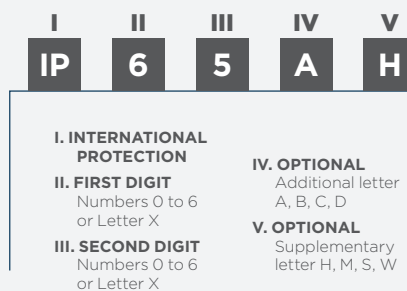 I II III IV V
IP 6 5 A H
I. INTERNATIONAL
PROTECTION
II. FIRST DIGIT
Numbers 0 to 6
or Letter X
III. SECOND DIGIT
Numbers 0 to 6
or Letter X
IV. OPTIONAL
Additional letter
A, B, C, D
V. OPTIONAL
Supplementary
letter H, M, S, W